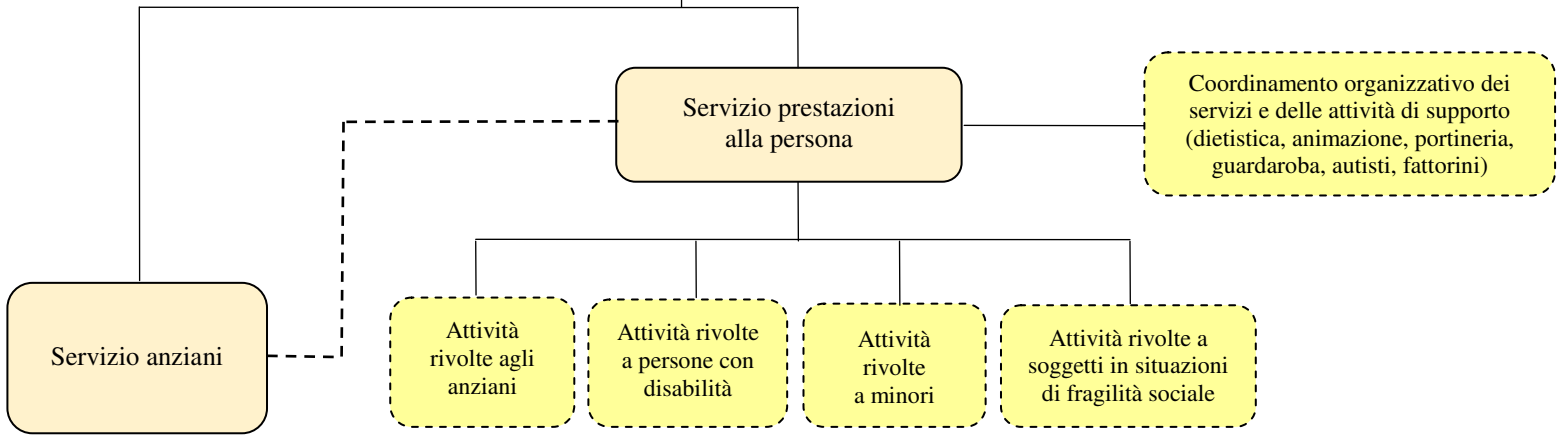 Servizio prestazioni
alla persona
Coordinamento organizzativo dei
servizi e delle attività di supporto
(dietistica, animazione, portineria,
guardaroba, autisti, fattorini)
Servizio anziani
Attività
rivolte agli
anziani
Attività rivolte
a persone con
disabilità
Attività
rivolte
a minori
Attività rivolte a
soggetti in situazioni
di fragilità sociale